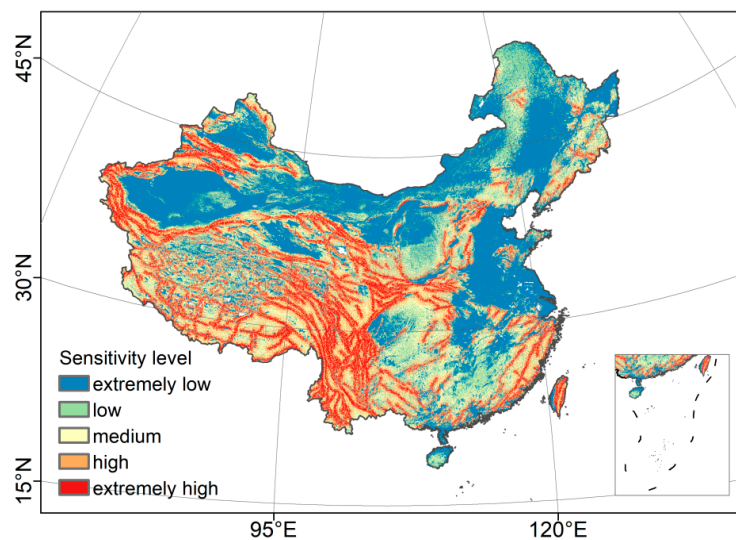 45°N
30°N
15°N
Sensitivity level
extremely low
low
medium
high
extremely high
95°E
120°E